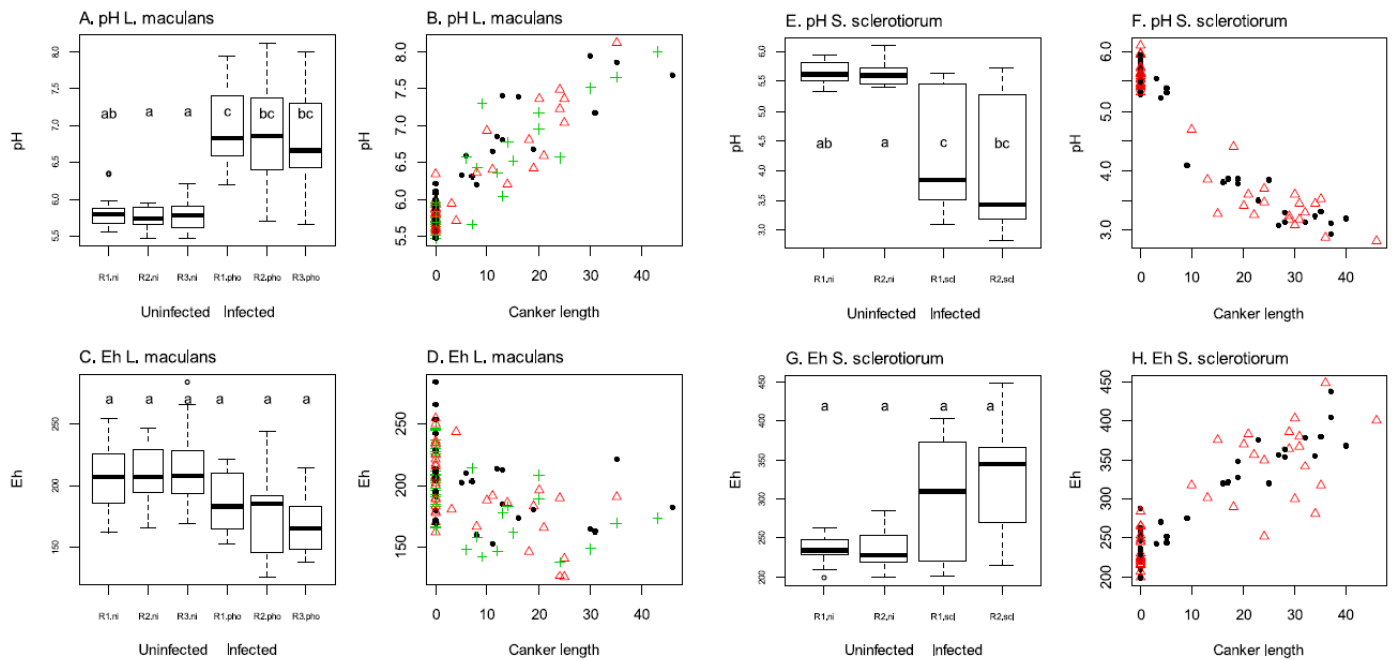 A. pH L. maculans
pH
8.0
7.5
7.0
6.5
6.0
5.5
ab
a
a
c
bc
bc
R1.ni
R2.ni
R3.ni
R1.pho
R2.pho
R3.pho
Uninfected Infected
B. pH L. maculans
pH
8.0
7.5
7.0
6.5
6.0
5.5
0 10 20 30 40
Canker length
E. pH S. sclerotiorum
pH
6.0
5.5
5.0
4.5
4.0
3.5
3.0
ab
a
c
bc
R1.ni
R2.ni
R1.scl
R2.scl
Uninfected Infected
F. pH S. sclerotiorum
pH
6.0
5.0
4.0
3.0
0 10 20 30 40
Canker length
C. Eh L. maculans
Eh
250
200
150
a
a
a
a
a
a
R1.ni
R2.ni
R3.ni
R1.pho
R2.pho
R3.pho
Uninfected Infected
D. Eh L. maculans
Eh
250
200
150
0 10 20 30 40
Canker length
G. Eh S. sclerotiorum
Eh
450
400
350
300
250
200
a
a
a
a
R1.ni
R2.ni
R1.scl
R2.scl
Uninfected Infected
H. Eh S. sclerotiorum
Eh
450
400
350
300
250
200
0 10 20 30 40
Canker length